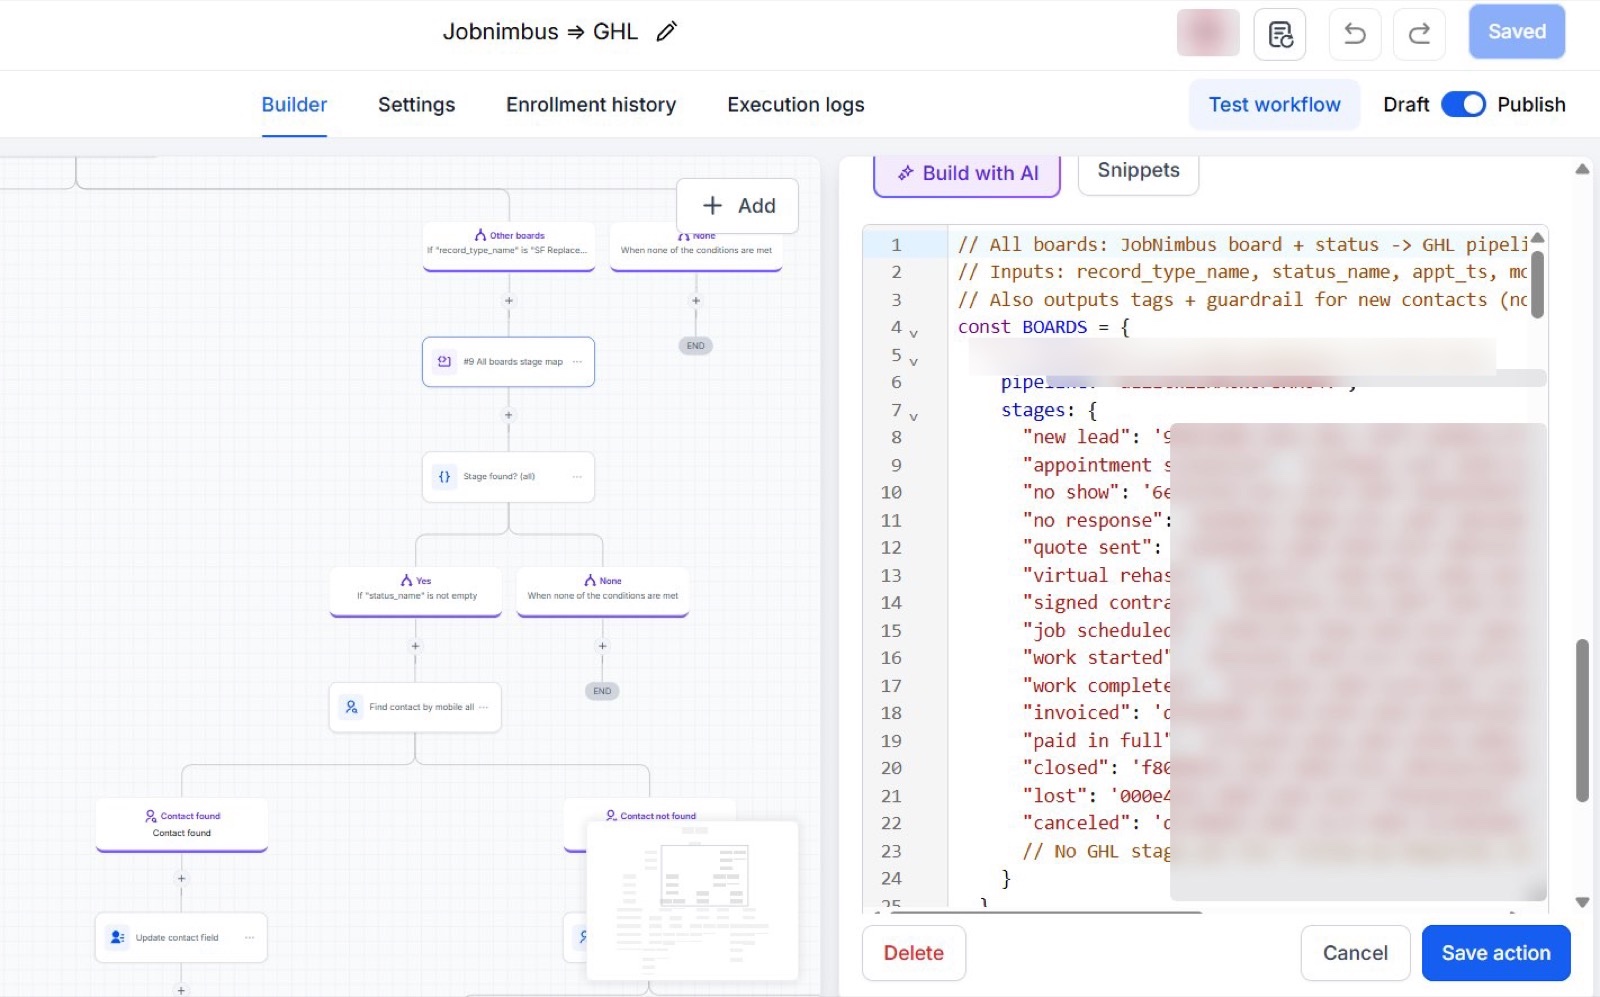 Jobnimbus ⇒ GHL
Saved
Builder
Settings
Enrollment history
Execution logs
Test workflow
Draft
Publish
Add
Other boards
If "record_type_name" is "SF Replace...
None
When none of the conditions are met
END
#9 All boards stage map
Stage found? (all)
Yes
If "status_name" is not empty
None
When none of the conditions are met
END
Find contact by mobile all
Contact found
Contact found
Contact not found
Update contact field
Build with AI
Snippets
1 // All boards: JobNimbus board + status -> GHL pipeli
2 // Inputs: record_type_name, status_name, appt_ts, mo
3 // Also outputs tags + guardrail for new contacts (no
4 const BOARDS = {
5
6
7 stages: {
8 "new lead": '9
9 "appointment s
10 "no show": '6e
11 "no response":
12 "quote sent":
13 "virtual rehas
14 "signed contra
15 "job scheduled
16 "work started"
17 "work complete
18 "invoiced": 'd
19 "paid in full"
20 "closed": 'f80
21 "lost": '000e4
22 "canceled": 'd
23 // No GHL stag
24 }
25 }
Delete
Cancel
Save action